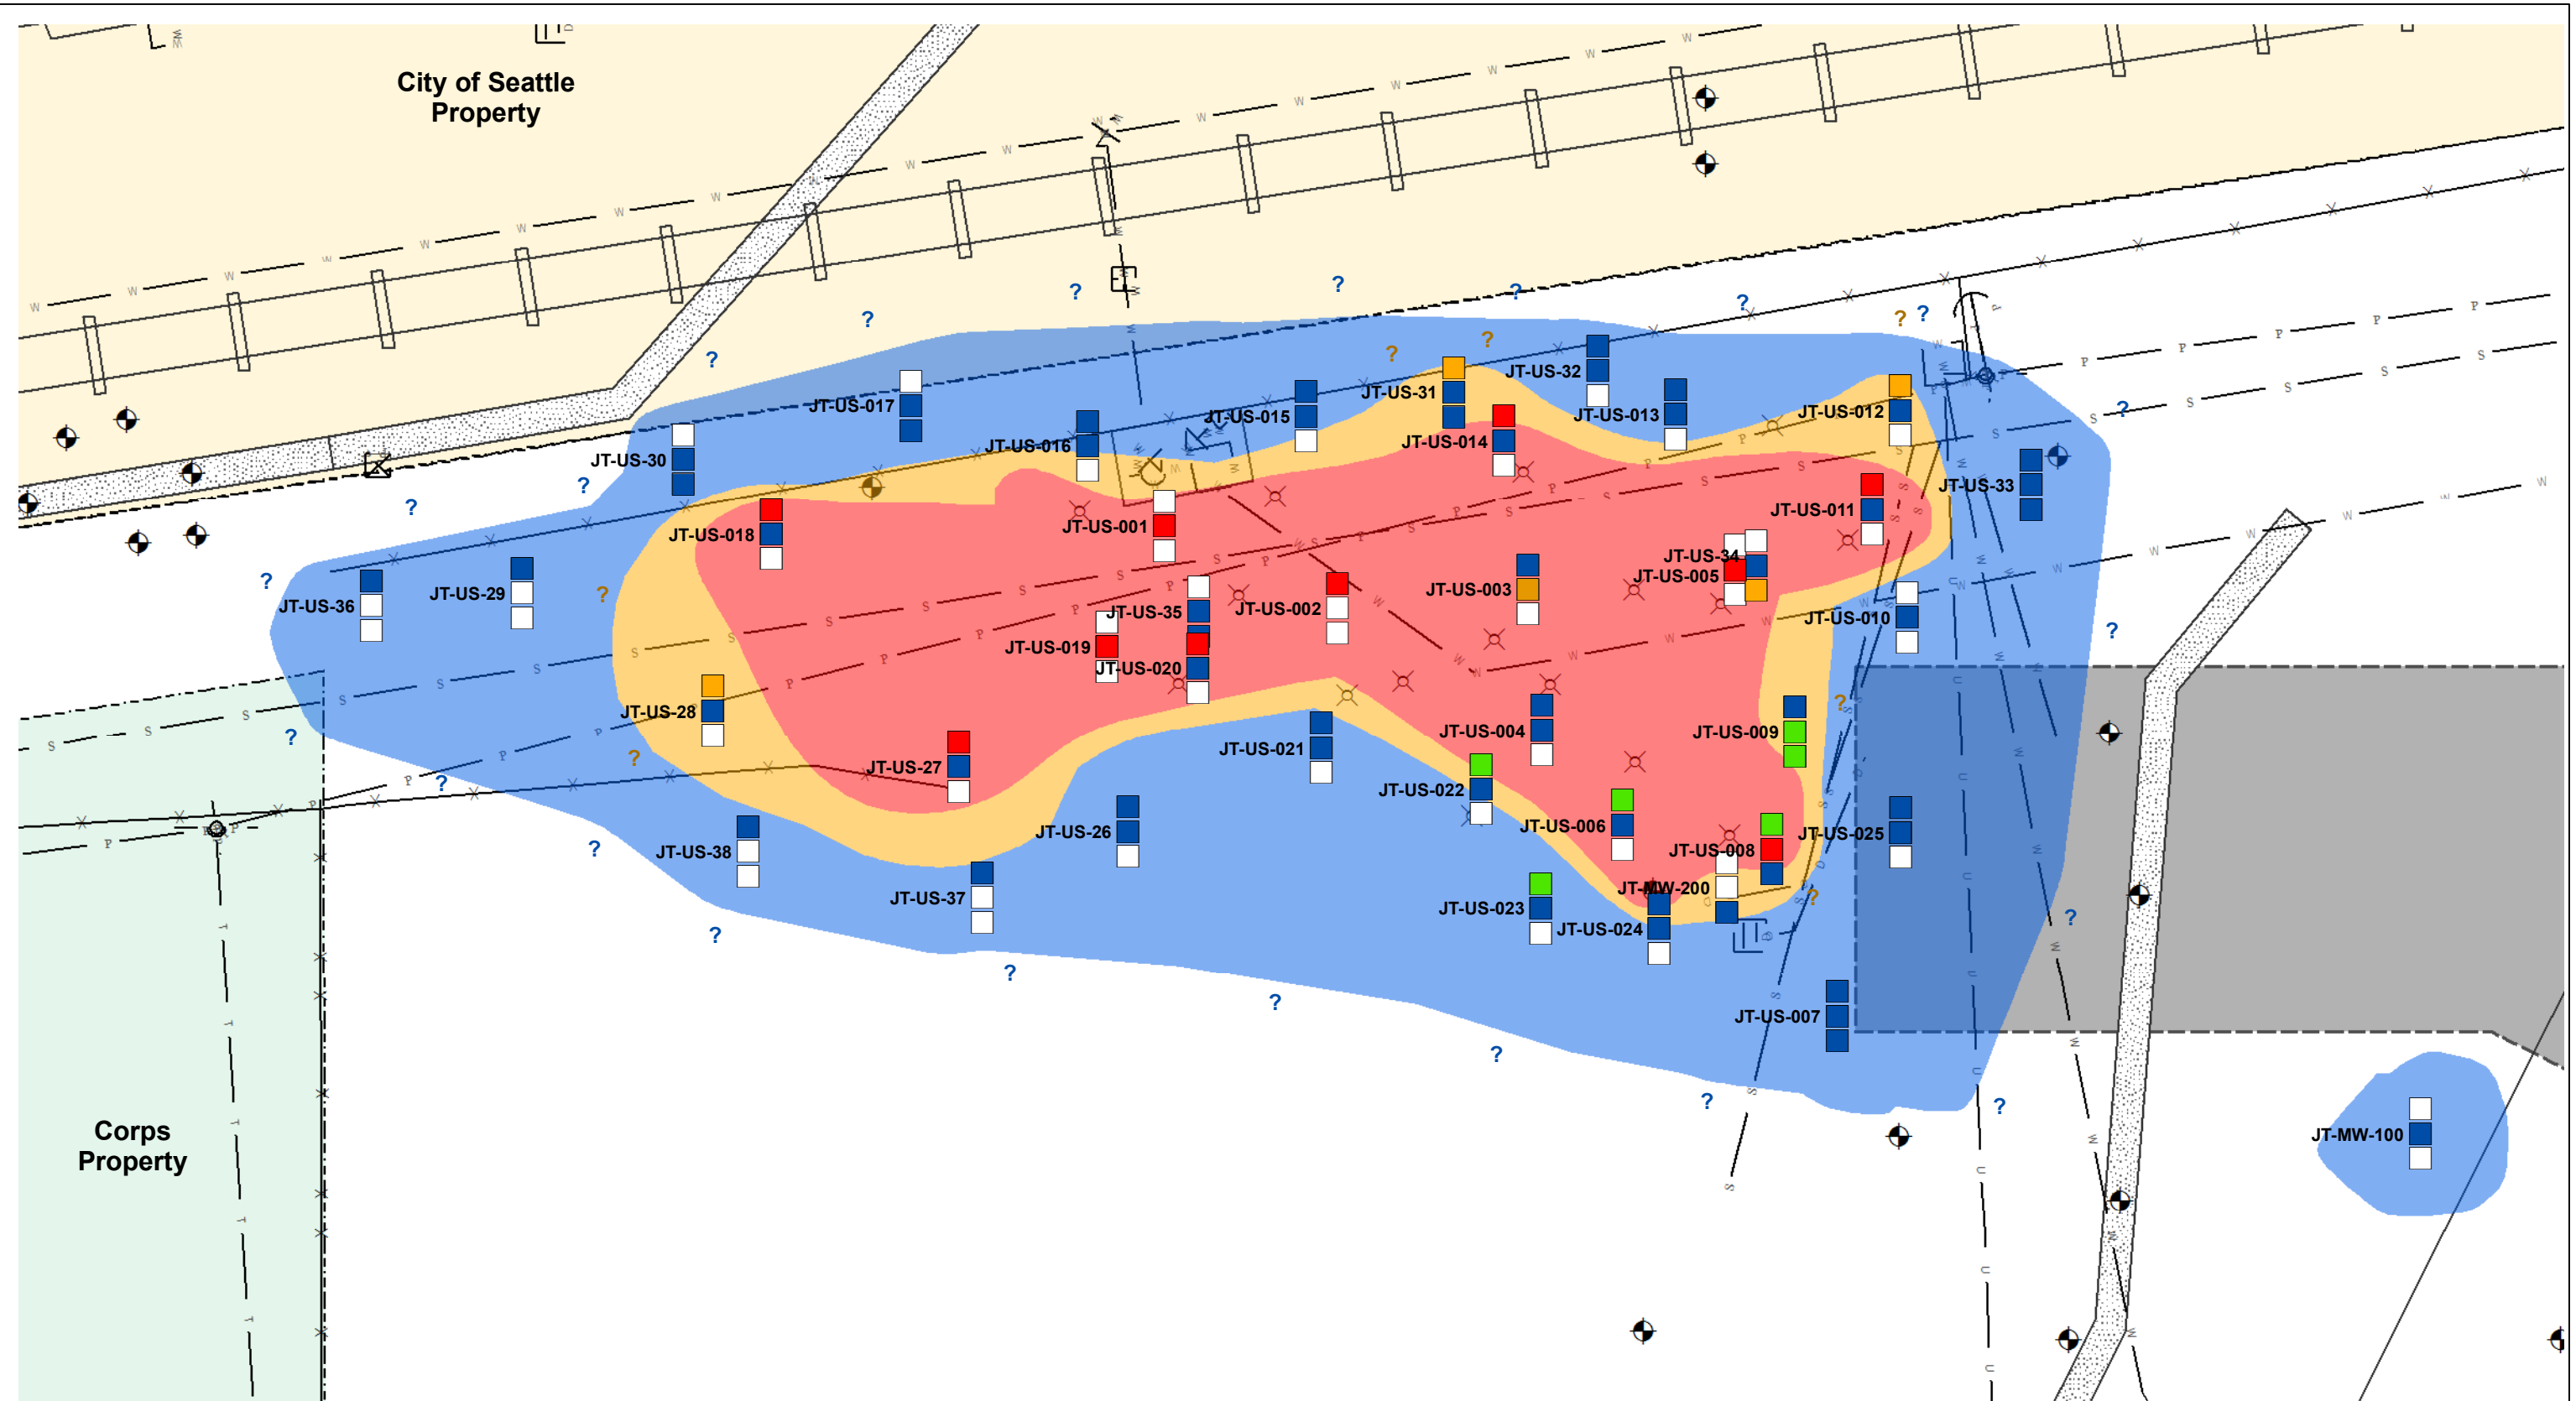 City of Seattle
Property
? ? ? ? ? ? ?
? ? ?
JT-US-32
JT-US-31
JT-US-017
JT-US-015
JT-US-013
JT-US-012
?
JT-US-016
JT-US-014
JT-US-30
?
JT-US-33
?
JT-US-011
JT-US-001
JT-US-018
JT-US-34
JT-US-005
?
JT-US-003
JT-US-29
?
JT-US-36
JT-US-35
JT-US-002
JT-US-010
?
JT-US-019
JT-US-020
JT-US-28
?
JT-US-004
JT-US-009
?
JT-US-021
?
JT-US-27
?
JT-US-022
JT-US-006
JT-US-26
JT-US-025
?
JT-US-38
JT-US-008
JT-MW-200
?
JT-US-37
JT-US-023
?
JT-US-024
?
?
?
JT-US-007
?
?
?
Corps
Property
JT-MW-100